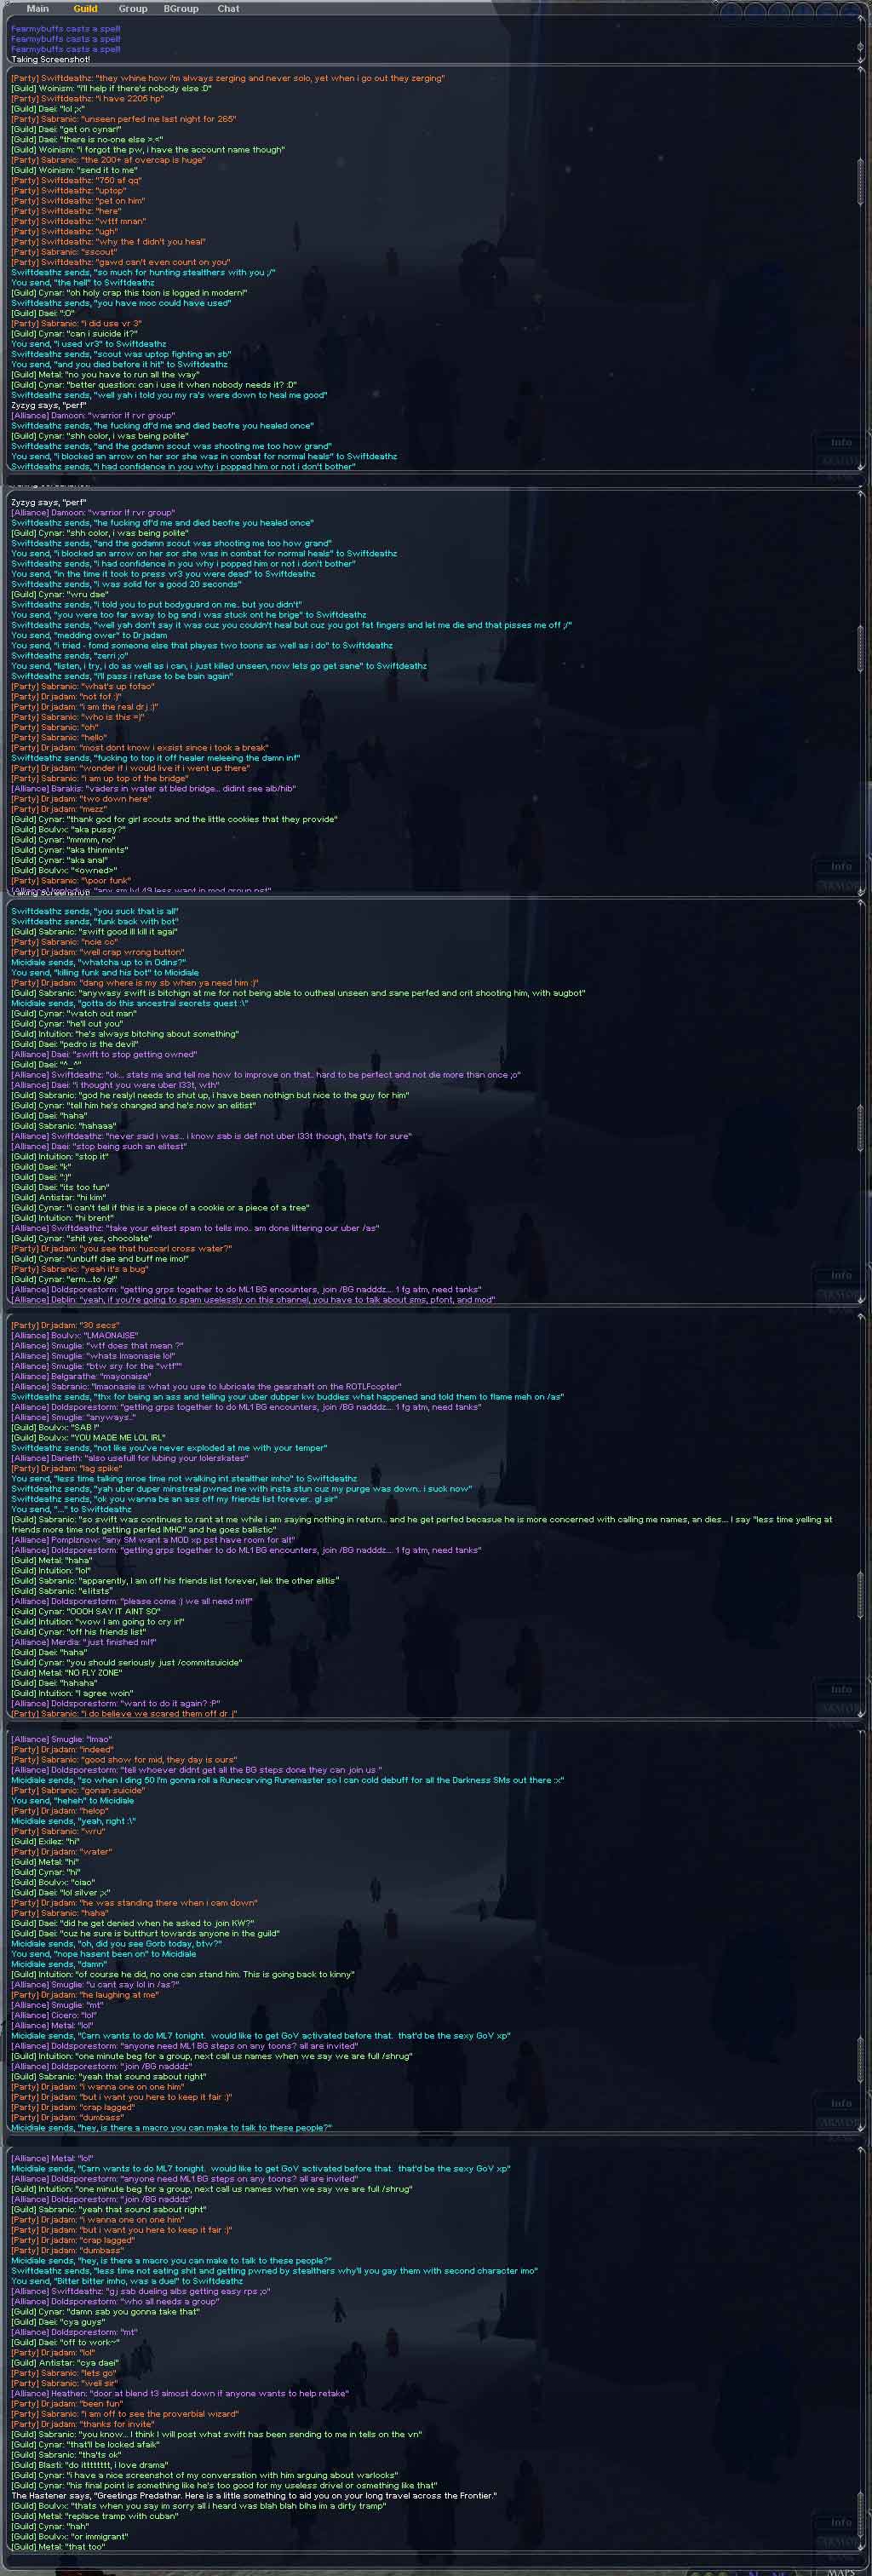 Main Guild Group BGroup Chat
Fearmybuffs casts a spell!
Fearmybuffs casts a spell!
Fearmybuffs casts a spell!
Taking Screenshot!
[Party] Swiftdeathz: "they whine how i'm always zerging and never solo, yet when i go out they zerging"
[Guild] Woinism: "i'll help if there's nobody else :D"
[Party] Swiftdeathz: "i have 2205 hp"
[Guild] Daei: "lol ;x"
[Party] Sabranic: "unseen perfed me last night for 265"
[Guild] Daei: "get on cynar!"
[Guild] Daei: "there is no-one else >.<"
[Guild] Woinism: "i forgot the pw, i have the account name though"
[Party] Sabranic: "the 200+ af overcap is huge"
[Guild] Woinism: "send it to me"
[Party] Swiftdeathz: "750 af qq"
[Party] Swiftdeathz: "uptop"
[Party] Swiftdeathz: "pet on him"
[Party] Swiftdeathz: "here"
[Party] Swiftdeathz: "wttf mnan"
[Party] Swiftdeathz: "ugh"
[Party] Swiftdeathz: "why the f didn't you heal"
[Party] Sabranic: "sscout"
[Party] Swiftdeathz: "gawd can't even count on you"
Swiftdeathz sends, "so much for hunting stealthers with you ;/"
You send, "the hell" to Swiftdeathz
[Guild] Cynar: "oh holy crap this toon is logged in modern!"
Swiftdeathz sends, "you have moc could have used"
[Guild] Daei: ":O"
[Party] Sabranic: "i did use vr 3"
[Guild] Cynar: "can i suicide it?"
You send, "i used vr3" to Swiftdeathz
Swiftdeathz sends, "scout was uptop fighting an sb"
You send, "and you died before it hit" to Swiftdeathz
[Guild] Metal: "no you have to run all the way"
[Guild] Cynar: "better question: can i use it when nobody needs it? :D"
Swiftdeathz sends, "well yah i told you my ra's were down to heal me good"
Zyzyg says, "perf"
[Alliance] Damoon: "warrior lf rvr group"
Swiftdeathz sends, "he fucking df'd me and died beofre you healed once"
[Guild] Cynar: "shh color, i was being polite"
Swiftdeathz sends, "and the godamn scout was shooting me too how grand"
You send, "i blocked an arrow on her sor she was in combat for normal heals" to Swiftdeathz
Swiftdeathz sends, "i had confidence in you why i popped him or not i don't bother"
Info
Zyzyg says, "perf"
[Alliance] Damoon: "warrior lf rvr group"
Swiftdeathz sends, "he fucking df'd me and died beofre you healed once"
[Guild] Cynar: "shh color, i was being polite"
Swiftdeathz sends, "and the godamn scout was shooting me too how grand"
You send, "i blocked an arrow on her sor she was in combat for normal heals" to Swiftdeathz
Swiftdeathz sends, "i had confidence in you why i popped him or not i don't bother"
You send, "in the time it took to press vr3 you were dead" to Swiftdeathz
Swiftdeathz sends, "i was solid for a good 20 seconds"
[Guild] Cynar: "wru dae"
Swiftdeathz sends, "i told you to put bodyguard on me.. but you didn't"
You send, "you were too far away to bg and i was stuck ont he brige" to Swiftdeathz
Swiftdeathz sends, "well yah don't say it was cuz you couldn't heal but cuz you got fat fingers and let me die and that pisses me off ;/"
You send, "medding ower" to Drjadam
You send, "i tried - fomd someone else that playes two toons as well as i do" to Swiftdeathz
Swiftdeathz sends, "zerri ;o"
You send, "listen, i try, i do as well as i can, i just killed unseen, now lets go get sane" to Swiftdeathz
Swiftdeathz sends, "i'll pass i refuse to be bain again"
[Party] Sabranic: "what's up fofao"
[Party] Drjadam: "not fof :)"
[Party] Drjadam: "i am the real drj :)"
[Party] Sabranic: "who is this =)"
[Party] Sabranic: "oh"
[Party] Sabranic: "hello"
[Party] Drjadam: "most dont know i exsist since i took a break"
Swiftdeathz sends, "fucking to top it off healer meleeing the damn inf"
[Party] Drjadam: "wonder if i would live if i went up there"
[Party] Sabranic: "i am up top of the bridge"
[Alliance] Barakis: "vaders in water at bled bridge... didint see alb/hib"
[Party] Drjadam: "two down here"
[Party] Drjadam: "mezz"
[Guild] Cynar: "thank god for girl scouts and the little cookies that they provide"
[Guild] Boulvx: "aka pussy?"
[Guild] Cynar: "mmmm, no"
[Guild] Cynar: "aka thinmints"
[Guild] Cynar: "aka anal"
[Guild] Boulvx: "<owned>"
[Party] Sabranic: "\poor funk"
Info
Taking Screenshot!
Swiftdeathz sends, "you suck that is all"
Swiftdeathz sends, "funk back with bot"
[Guild] Sabranic: "swift good ill kill it agai"
[Party] Sabranic: "ncie cc"
[Party] Drjadam: "well crap wrong button"
Micidiale sends, "whatcha up to in Odins?"
You send, "killing funk and his bot" to Micidiale
[Party] Drjadam: "dang where is my sb when ya need him :)"
[Guild] Sabranic: "anywasy swift is bitchign at me for not being able to outheal unseen and sane perfed and crit shooting him, with augbot"
Micidiale sends, "gotta do this ancestral secrets quest :\"
[Guild] Cynar: "watch out man"
[Guild] Cynar: "he'll cut you"
[Guild] Intuition: "he's always bitching about something"
[Guild] Daei: "pedro is the devil"
[Alliance] Daei: "swift to stop getting owned"
[Guild] Daei: "^_^"
[Alliance] Swiftdeathz: "ok... stats me and tell me how to improve on that.. hard to be perfect and not die more than once ;o"
[Alliance] Daei: "i thought you were uber l33t, wth"
[Guild] Sabranic: "god he realyl needs to shut up, i have been nothign but nice to the guy for him"
[Guild] Cynar: "tell him he's changed and he's now an elitist"
[Guild] Daei: "haha"
[Guild] Sabranic: "hahaaa"
[Alliance] Swiftdeathz: "never said i was... i know sab is def not uber l33t though, that's for sure"
[Alliance] Daei: "stop being such an elitest"
[Guild] Intuition: "stop it"
[Guild] Daei: "k"
[Guild] Daei: ":)"
[Guild] Daei: "its too fun"
[Guild] Antistar: "hi kim"
[Guild] Cynar: "i can't tell if this is a piece of a cookie or a piece of a tree"
[Guild] Intuition: "hi brent"
[Alliance] Swiftdeathz: "take your elitest spam to tells imo.. am done littering our uber /as"
[Guild] Cynar: "shit yes, chocolate"
[Party] Drjadam: "you see that huscarl cross water?"
[Guild] Cynar: "unbuff dae and buff me imo!"
[Party] Sabranic: "yeah it's a bug"
[Guild] Cynar: "erm....to /g!"
[Alliance] Doldsporestorm: "getting grps together to do ML1 BG encounters, join /BG nadddz.... 1 fg atm, need tanks"
[Alliance] Deblin: "yeah, if you're going to spam uselessly on this channel, you have to talk about sms, pfont, and mod"
Info
[Party] Drjadam: "30 secs"
[Alliance] Boulvx: "LMAONAISE"
[Alliance] Smuglie: "wtf does that mean ?"
[Alliance] Smuglie: "whats lmaonasie lol"
[Alliance] Smuglie: "btw sry for the "wtf""
[Alliance] Belgarathe: "mayonaise"
[Alliance] Sabranic: "lmaonasie is what you use to lubricate the gearshaft on the ROTLFcopter"
Swiftdeathz sends, "thx for being an ass and telling your uber dubper kw buddies what happened and told them to flame meh on /as"
[Alliance] Doldsporestorm: "getting grps together to do ML1 BG encounters, join /BG nadddz.... 1 fg atm, need tanks"
[Alliance] Smuglie: "anyways.."
[Guild] Boulvx: "SAB !"
[Guild] Boulvx: "YOU MADE ME LOL IRL"
Swiftdeathz sends, "not like you've never exploded at me with your temper"
[Alliance] Darieth: "also usefull for lubing your lolerskates"
[Party] Drjadam: "lag spike"
You send, "less time talking mroe time not walking int stealther imho" to Swiftdeathz
Swiftdeathz sends, "yah uber duper minstreal pwned me with insta stun cuz my purge was down.. i suck now"
Swiftdeathz sends, "ok you wanna be an ass off my friends list forever.. gl sir"
You send, "..." to Swiftdeathz
[Guild] Sabranic: "so swift was continues to rant at me while i am saying nothing in return... and he get perfed becasue he is more concerned with calling me names, an dies.... I say "less time yelling at
friends more time not getting perfed IMHO" and he goes ballistic"
[Alliance] Pompiznow: "any SM want a MOD xp pst have room for alt"
[Alliance] Doldsporestorm: "getting grps together to do ML1 BG encounters, join /BG nadddz.... 1 fg atm, need tanks"
[Guild] Metal: "haha"
[Guild] Intuition: "lol"
[Guild] Sabranic: "apparently, I am off his friends list forever, liek the other elitis"
[Guild] Sabranic: "elitsts"
[Alliance] Doldsporestorm: "please come :) we all need ml1!"
[Guild] Cynar: "OOOH SAY IT AINT SO"
[Guild] Intuition: "wow I am going to cry irl"
[Guild] Cynar: "off his friends list"
[Alliance] Merdia: "just finished ml1"
[Guild] Daei: "haha"
[Guild] Cynar: "you should seriously just /commitsuicide"
[Guild] Metal: "NO FLY ZONE"
[Guild] Daei: "hahaha"
[Guild] Intuition: "I agree woin"
[Alliance] Doldsporestorm: "want to do it again? :P"
[Party] Sabranic: "i do believe we scared them off dr j"
Info
[Alliance] Smuglie: "lmao"
[Party] Drjadam: "indeed"
[Party] Sabranic: "good show for mid, they day is ours"
[Alliance] Doldsporestorm: "tell whoever didnt get all the BG steps done they can join us "
Micidiale sends, "so when I ding 50 I'm gonna roll a Runecarving Runemaster so I can cold debuff for all the Darkness SMs out there :x"
[Party] Sabranic: "gonan suicide"
You send, "heheh" to Micidiale
[Party] Drjadam: "helop"
Micidiale sends, "yeah, right :\"
[Party] Sabranic: "wru"
[Guild] Exilez: "hi"
[Party] Drjadam: "water"
[Guild] Metal: "hi"
[Guild] Cynar: "hi"
[Guild] Boulvx: "ciao"
[Guild] Daei: "lol silver ;x"
[Party] Drjadam: "he was standing there when i cam down"
[Party] Sabranic: "haha"
[Guild] Daei: "did he get denied when he asked to join KW?"
[Guild] Daei: "cuz he sure is butthurt towards anyone in the guild"
Micidiale sends, "oh, did you see Gorb today, btw?"
You send, "nope hasent been on" to Micidiale
Micidiale sends, "damn"
[Guild] Intuition: "of course he did, no one can stand him. This is going back to kinny"
[Alliance] Smuglie: "u cant say lol in /as?"
[Party] Drjadam: "he laughing at me"
[Alliance] Smuglie: "mt"
[Alliance] Cicero: "lol"
[Alliance] Metal: "lol"
Micidiale sends, "Carn wants to do ML7 tonight.  would like to get GoV activated before that.  that'd be the sexy GoV xp"
[Alliance] Doldsporestorm: "anyone need ML1 BG steps on any toons? all are invited"
[Guild] Intuition: "one minute beg for a group, next call us names when we say we are full /shrug"
[Alliance] Doldsporestorm: "join /BG nadddz"
[Guild] Sabranic: "yeah that sound sabout right"
[Party] Drjadam: "i wanna one on one him"
[Party] Drjadam: "but i want you here to keep it fair :)"
[Party] Drjadam: "crap lagged"
[Party] Drjadam: "dumbass"
Micidiale sends, "hey, is there a macro you can make to talk to these people?"
Info
[Alliance] Metal: "lol"
Micidiale sends, "Carn wants to do ML7 tonight.  would like to get GoV activated before that.  that'd be the sexy GoV xp"
[Alliance] Doldsporestorm: "anyone need ML1 BG steps on any toons? all are invited"
[Guild] Intuition: "one minute beg for a group, next call us names when we say we are full /shrug"
[Alliance] Doldsporestorm: "join /BG nadddz"
[Guild] Sabranic: "yeah that sound sabout right"
[Party] Drjadam: "i wanna one on one him"
[Party] Drjadam: "but i want you here to keep it fair :)"
[Party] Drjadam: "crap lagged"
[Party] Drjadam: "dumbass"
Micidiale sends, "hey, is there a macro you can make to talk to these people?"
Swiftdeathz sends, "less time not eating shit and getting pwned by stealthers why'll you gay them with second character imo"
You send, "Bitter bitter imho, was a duel" to Swiftdeathz
[Alliance] Swiftdeathz: "gj sab dueling albs getting easy rps ;o"
[Alliance] Doldsporestorm: "who all needs a group"
[Guild] Cynar: "damn sab you gonna take that"
[Guild] Daei: "cya guys"
[Alliance] Doldsporestorm: "mt"
[Guild] Daei: "off to work~"
[Party] Drjadam: "lol"
[Guild] Antistar: "cya daei"
[Party] Sabranic: "lets go"
[Party] Sabranic: "well sir"
[Alliance] Heathen: "door at blend t3 almost down if anyone wants to help retake"
[Party] Drjadam: "been fun"
[Party] Sabranic: "i am off to see the proverbial wizard"
[Party] Drjadam: "thanks for invite"
[Guild] Sabranic: "you know... I think I will post what swift has been sending to me in tells on the vn"
[Guild] Cynar: "that'll be locked afaik"
[Guild] Sabranic: "tha'ts ok"
[Guild] Blasti: "do itttttttt, i love drama"
[Guild] Cynar: "i have a nice screenshot of my conversation with him arguing about warlocks"
[Guild] Cynar: "his final point is something like he's too good for my useless drivel or osmething like that"
The Hastener says, "Greetings Predathar. Here is a little something to aid you on your long travel across the Frontier."
[Guild] Boulvx: "thats when you say im sorry all i heard was blah blah blha im a dirty tramp"
[Guild] Metal: "replace tramp with cuban"
[Guild] Cynar: "hah"
[Guild] Boulvx: "or immigrant"
[Guild] Metal: "that too"
Info
MAPS